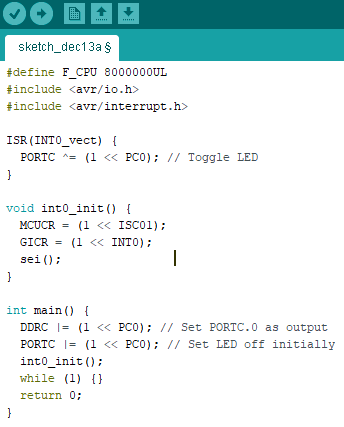 sketch_dec13a §
#define F_CPU 8000000UL
#include <avr/io.h>
#include <avr/interrupt.h>

ISR(INT0_vect) {
  PORTC ^= (1 << PC0); // Toggle LED
}

void int0_init() {
  MCUCR = (1 << ISC01);
  GICR = (1 << INT0);
  sei();
}

int main() {
  DDRC |= (1 << PC0); // Set PORTC.0 as output
  PORTC |= (1 << PC0); // Set LED off initially
  int0_init();
  while (1) {}
  return 0;
}